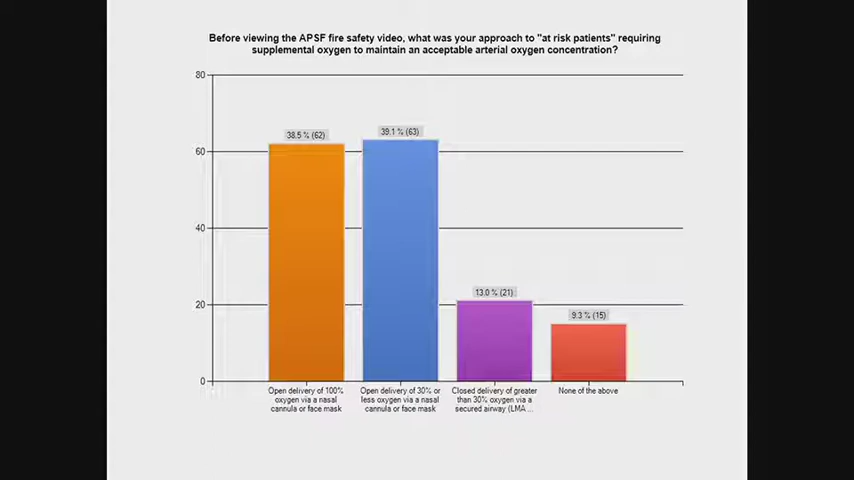 Before viewing the APSF fire safety video, what was your approach to "at risk patients" requiring
supplemental oxygen to maintain an acceptable arterial oxygen concentration?
80
60
40
20
0
38.5 % (62)
39.1 % (63)
13.0 % (21)
9.3 % (15)
Open delivery of 100%
oxygen via a nasal
cannula or face mask
Open delivery of 30% or
less oxygen via a nasal
cannula or face mask
Closed delivery of greater
than 30% oxygen via a
secured airway (LMA ...
None of the above